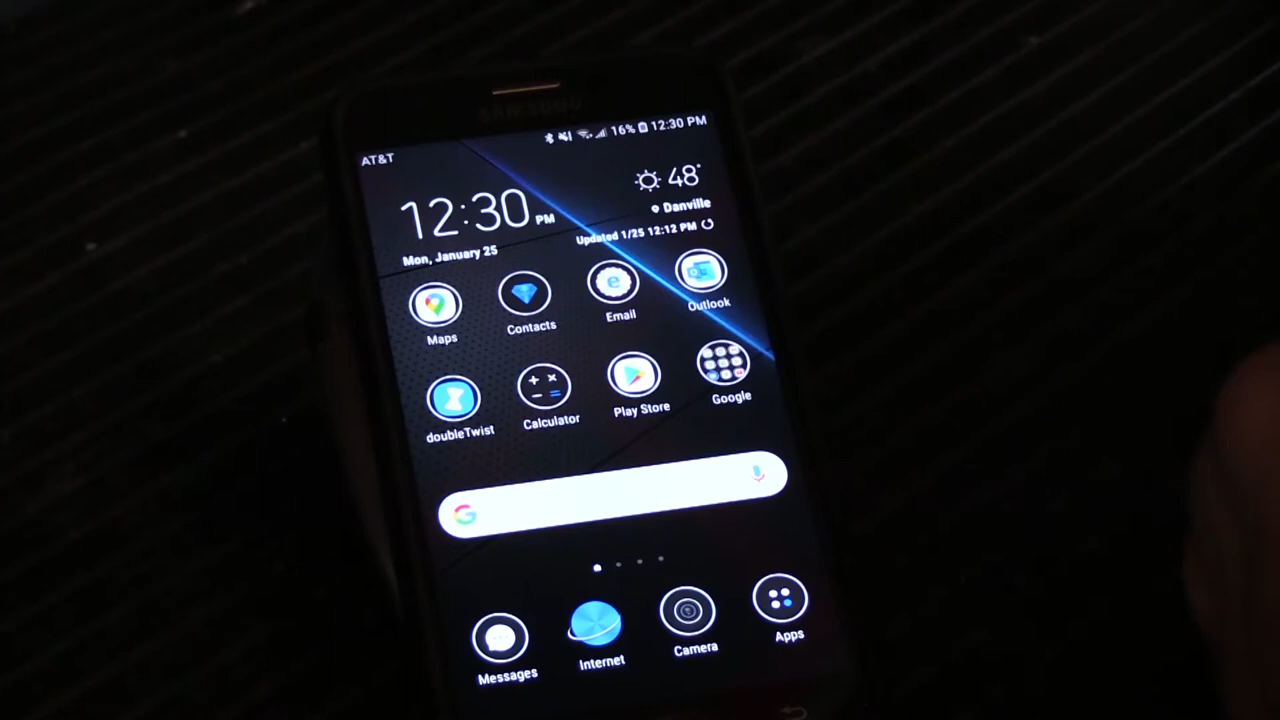 SAMSUNG
16% 12:30 PM
AT&T
12:30 PM
48°
Danville
Mon, January 25
Updated 1/25 12:12 PM
Maps
Contacts
Email
Outlook
doubleTwist
Calculator
Play Store
Google
Messages
Internet
Camera
Apps